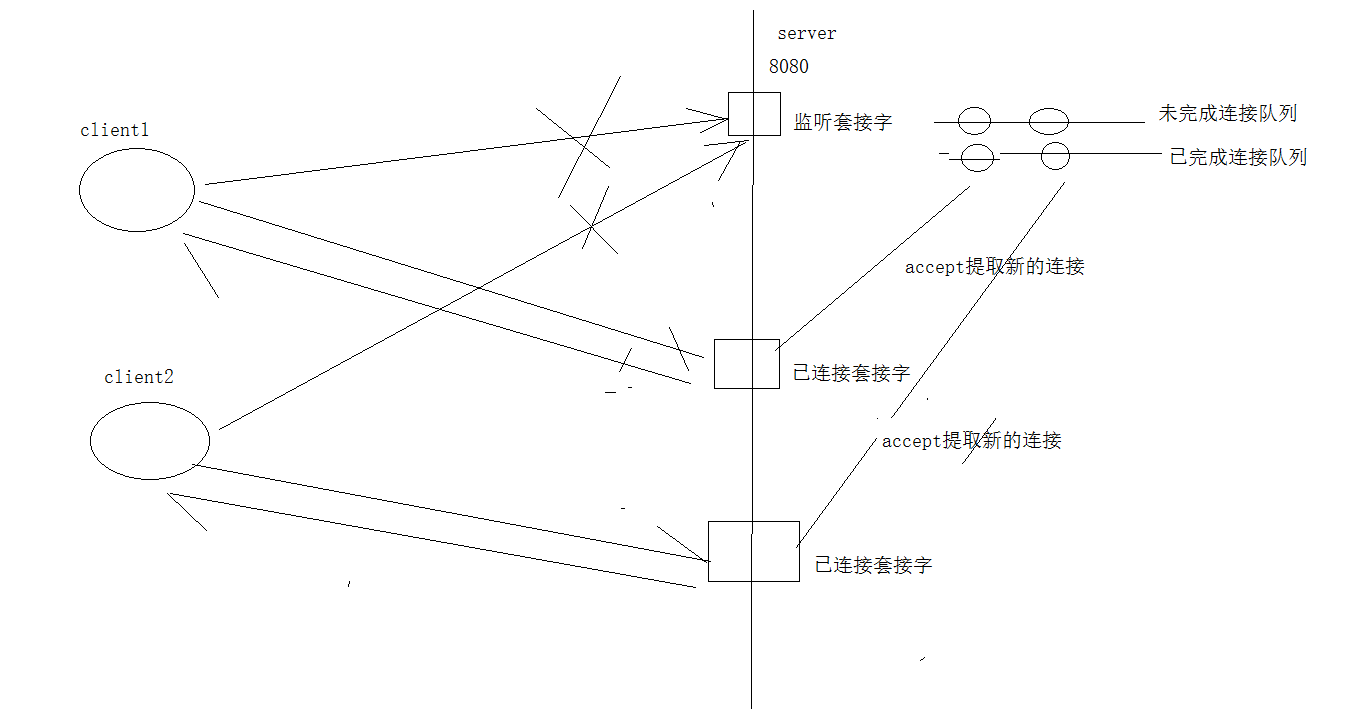 server
8080
client1
监听套接字
未完成连接队列
已完成连接队列
accept提取新的连接
client2
已连接套接字
accept提取新的连接
已连接套接字